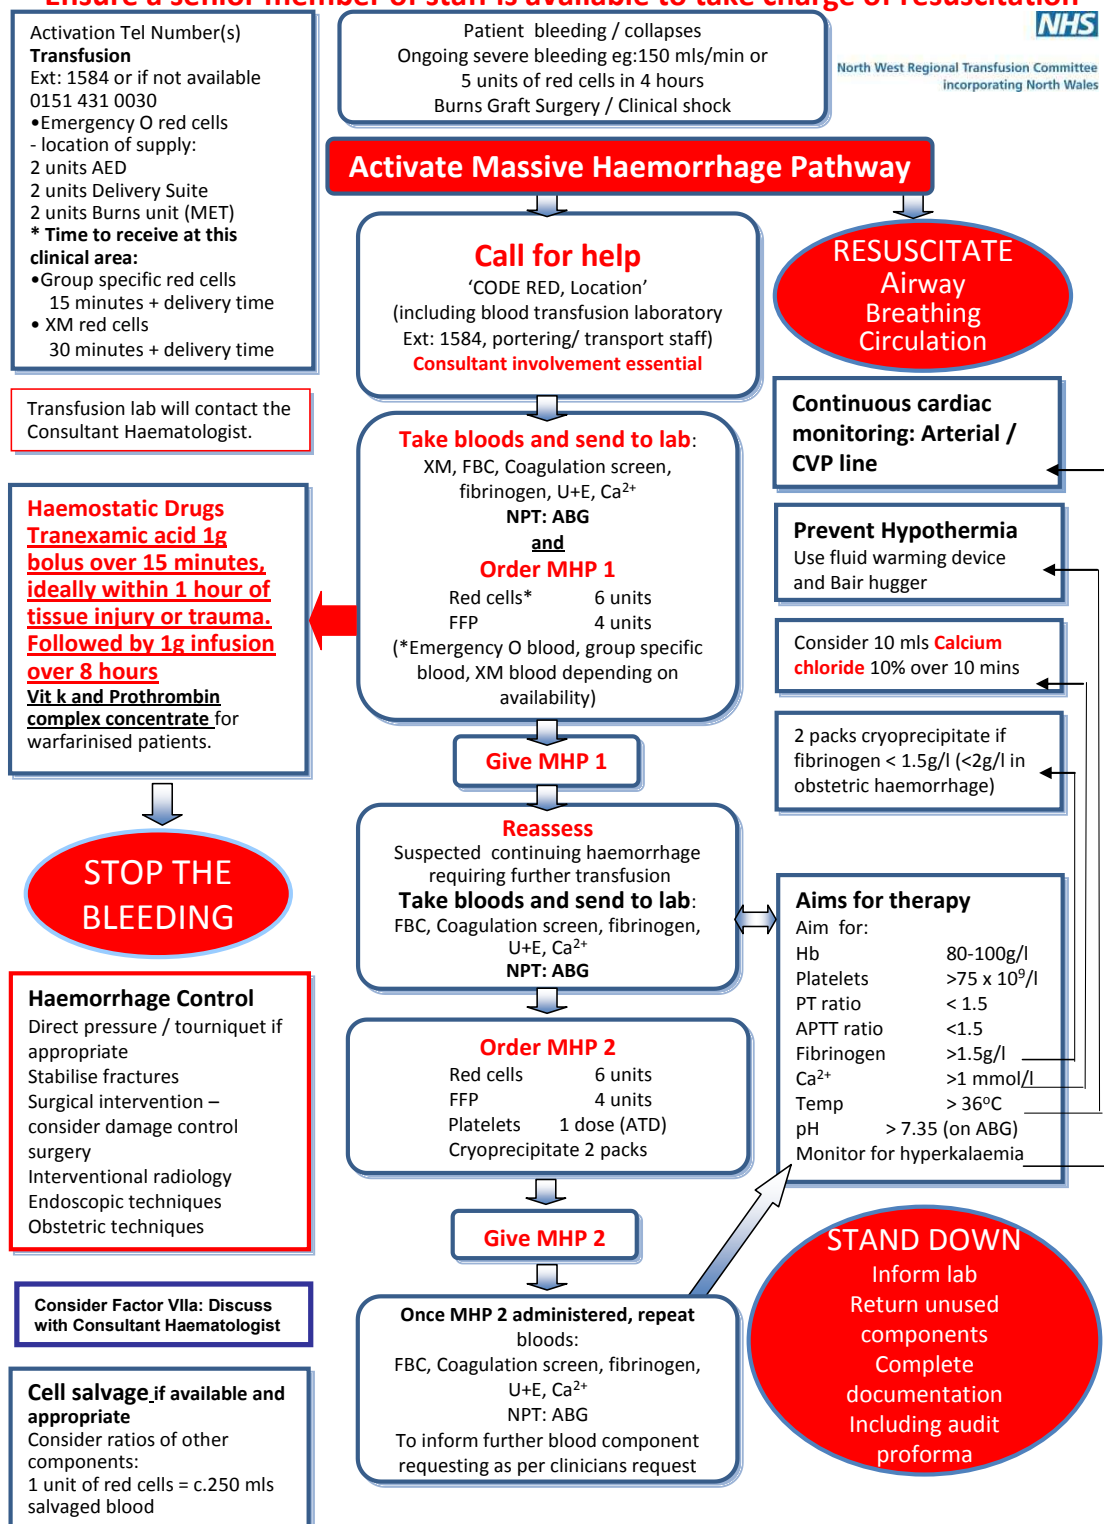 Ensure a senior member of staff is available to take charge of resuscitation
Activation Tel Number(s)
Transfusion
Ext: 1584 or if not available
0151 431 0030
•Emergency O red cells
- location of supply:
2 units AED
2 units Delivery Suite
2 units Burns unit (MET)
* Time to receive at this
clinical area:
•Group specific red cells
15 minutes + delivery time
• XM red cells
30 minutes + delivery time
Patient bleeding / collapses
Ongoing severe bleeding eg:150 mls/min or
5 units of red cells in 4 hours
Burns Graft Surgery / Clinical shock
NHS
North West Regional Transfusion Committee
incorporating North Wales
Activate Massive Haemorrhage Pathway
Call for help
‘CODE RED, Location’
(including blood transfusion laboratory
Ext: 1584, portering/ transport staff)
Consultant involvement essential
RESUSCITATE
Airway
Breathing
Circulation
Transfusion lab will contact the
Consultant Haematologist.
Take bloods and send to lab:
XM, FBC, Coagulation screen,
fibrinogen, U+E, Ca²⁺
NPT: ABG
and
Order MHP 1
Red cells* 6 units
FFP 4 units
(*Emergency O blood, group specific
blood, XM blood depending on
availability)
Continuous cardiac
monitoring: Arterial /
CVP line
Prevent Hypothermia
Use fluid warming device
and Bair hugger
Consider 10 mls Calcium
chloride 10% over 10 mins
2 packs cryoprecipitate if
fibrinogen < 1.5g/l (<2g/l in
obstetric haemorrhage)
Haemostatic Drugs
Tranexamic acid 1g
bolus over 15 minutes,
ideally within 1 hour of
tissue injury or trauma.
Followed by 1g infusion
over 8 hours
Vit k and Prothrombin
complex concentrate for
warfarinised patients.
Give MHP 1
STOP THE
BLEEDING
Reassess
Suspected continuing haemorrhage
requiring further transfusion
Take bloods and send to lab:
FBC, Coagulation screen, fibrinogen,
U+E, Ca²⁺
NPT: ABG
Aims for therapy
Aim for:
Hb 80-100g/l
Platelets >75 x 10⁹/l
PT ratio < 1.5
APTT ratio <1.5
Fibrinogen >1.5g/l
Ca²⁺ >1 mmol/l
Temp > 36°C
pH > 7.35 (on ABG)
Monitor for hyperkalaemia
Haemorrhage Control
Direct pressure / tourniquet if
appropriate
Stabilise fractures
Surgical intervention –
consider damage control
surgery
Interventional radiology
Endoscopic techniques
Obstetric techniques
Order MHP 2
Red cells 6 units
FFP 4 units
Platelets 1 dose (ATD)
Cryoprecipitate 2 packs
Give MHP 2
Consider Factor VIIa: Discuss
with Consultant Haematologist
Once MHP 2 administered, repeat
bloods:
FBC, Coagulation screen, fibrinogen,
U+E, Ca²⁺
NPT: ABG
To inform further blood component
requesting as per clinicians request
STAND DOWN
Inform lab
Return unused
components
Complete
documentation
Including audit
proforma
Cell salvage if available and
appropriate
Consider ratios of other
components:
1 unit of red cells = c.250 mls
salvaged blood